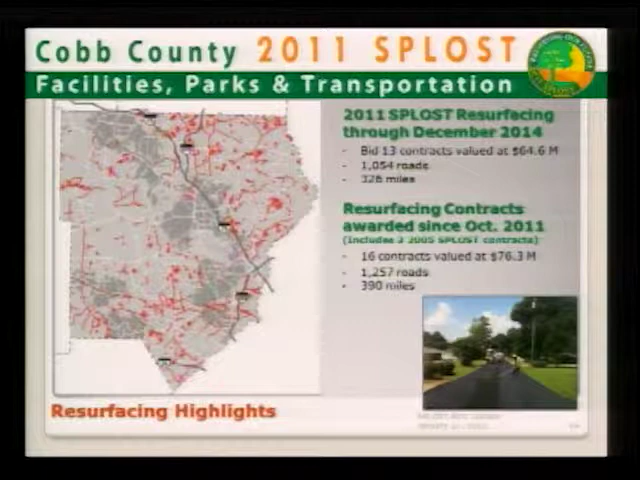 Cobb County 2011 SPLOST
Facilities, Parks & Transportation
2011 SPLOST Resurfacing
through December 2014
- Bid 13 contracts valued at $64.6 M
- 1,054 roads
- 326 miles
Resurfacing Contracts
awarded since Oct. 2011
(Includes 3 2005 SPLOST contracts)
- 16 contracts valued at $76.3 M
- 1,257 roads
- 390 miles
Resurfacing Highlights